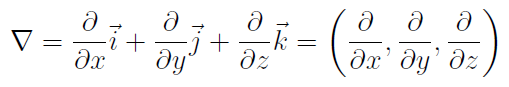 ∇ = ∂/∂x i⃗ + ∂/∂y j⃗ + ∂/∂z k⃗ = (∂/∂x, ∂/∂y, ∂/∂z)